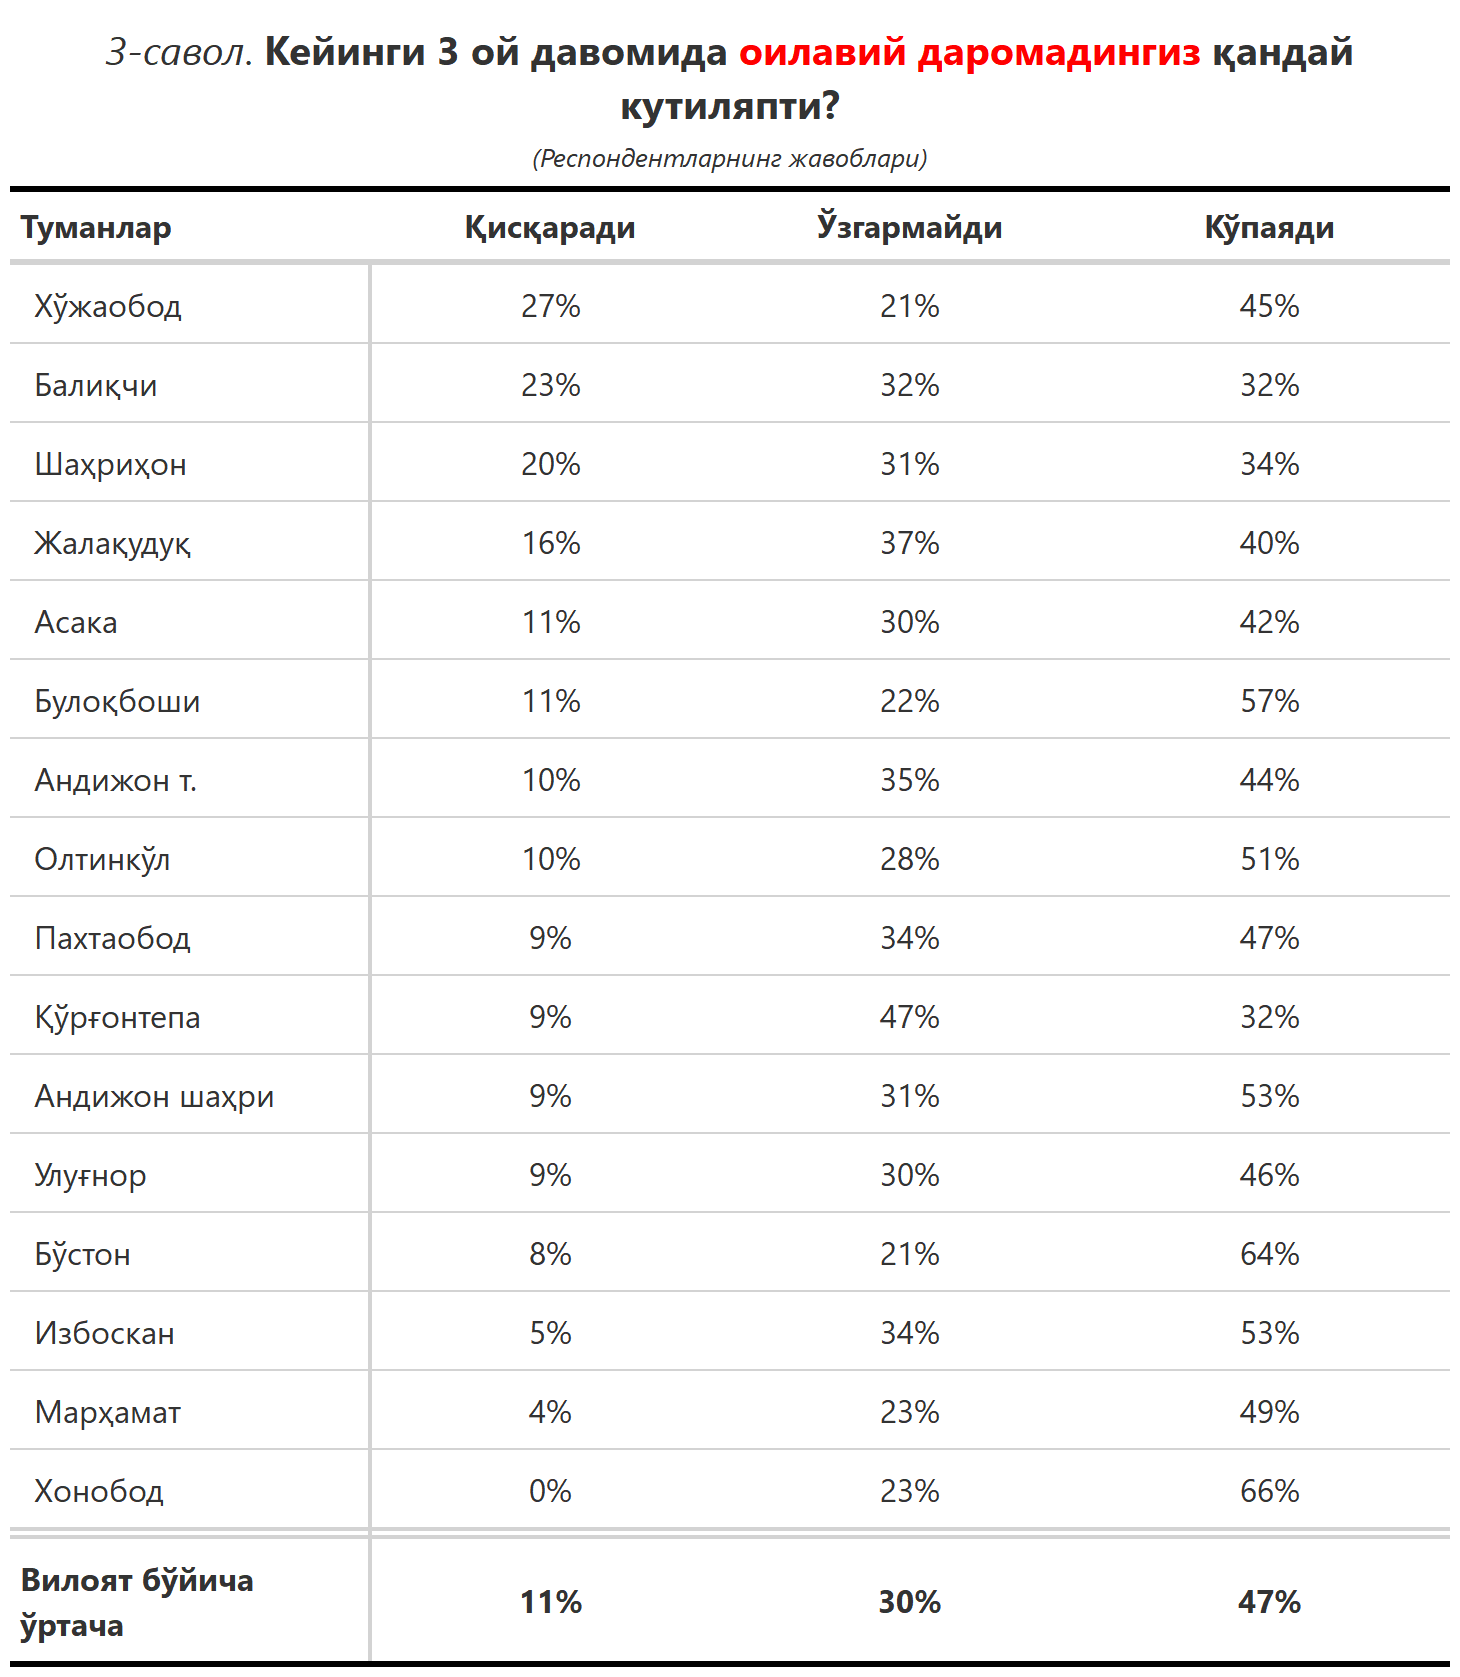 3-савол. Кейинги 3 ой давомида оилавий даромадингиз қандай
кутиляпти?
(Респондентларнинг жавоблари)
Туманлар Қисқаради Ўзгармайди Кўпаяди
Хўжаобод 27% 21% 45%
Балиқчи 23% 32% 32%
Шаҳриҳон 20% 31% 34%
Жалақудуқ 16% 37% 40%
Асака 11% 30% 42%
Булоқбоши 11% 22% 57%
Андижон т. 10% 35% 44%
Олтинкўл 10% 28% 51%
Пахтаобод 9% 34% 47%
Қўрғонтепа 9% 47% 32%
Андижон шаҳри 9% 31% 53%
Улуғнор 9% 30% 46%
Бўстон 8% 21% 64%
Избоскан 5% 34% 53%
Марҳамат 4% 23% 49%
Хонобод 0% 23% 66%
Вилоят бўйича
ўртача 11% 30% 47%